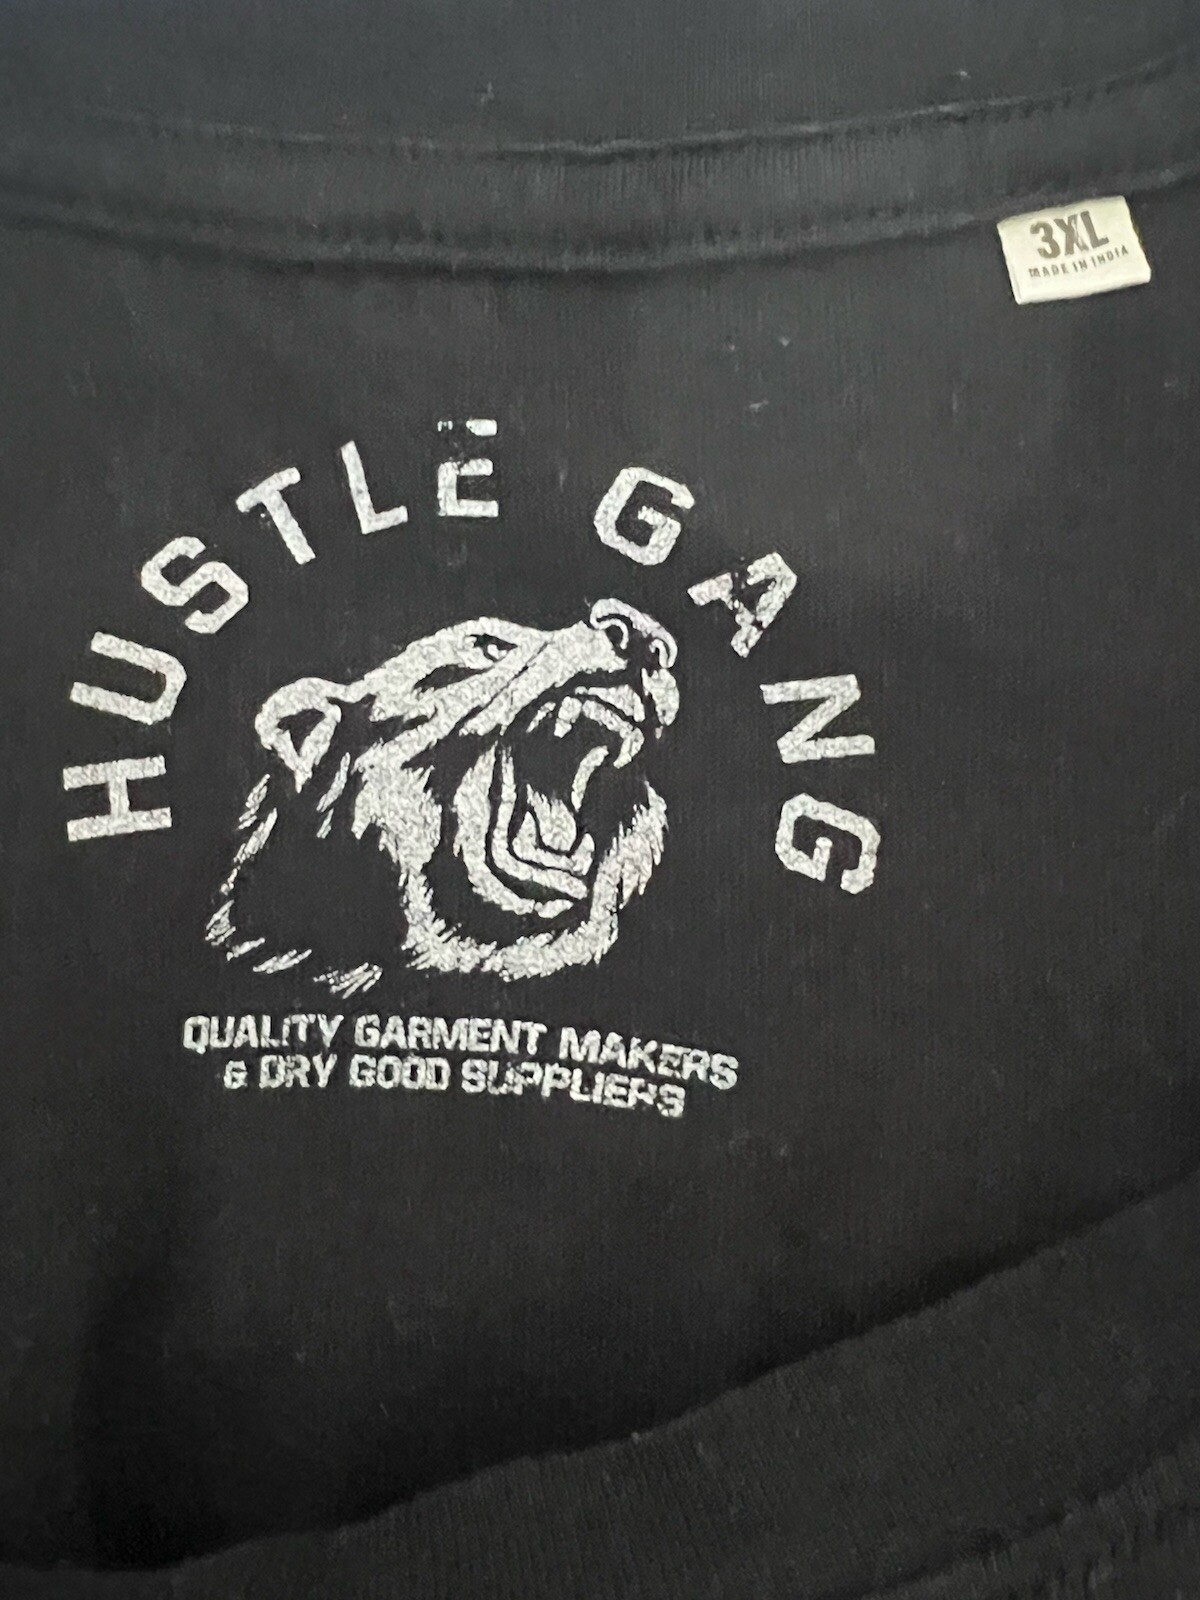 3XL
MADE IN INDIA
HUSTLE GANG
QUALITY GARMENT MAKERS
& DRY GOOD SUPPLIERS